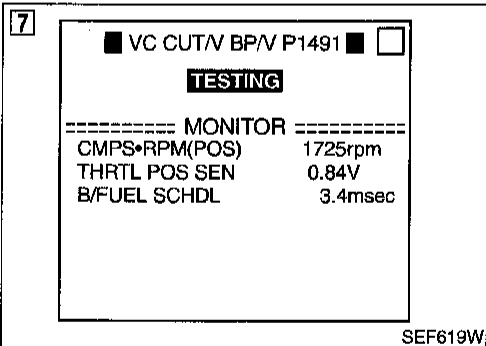 7
■ VC CUT/V BP/V P1491 ■ □
TESTING
========== MONITOR ==========
CMPS•RPM(POS) 1725rpm
THRTL POS SEN 0.84V
B/FUEL SCHDL 3.4msec
SEF619W